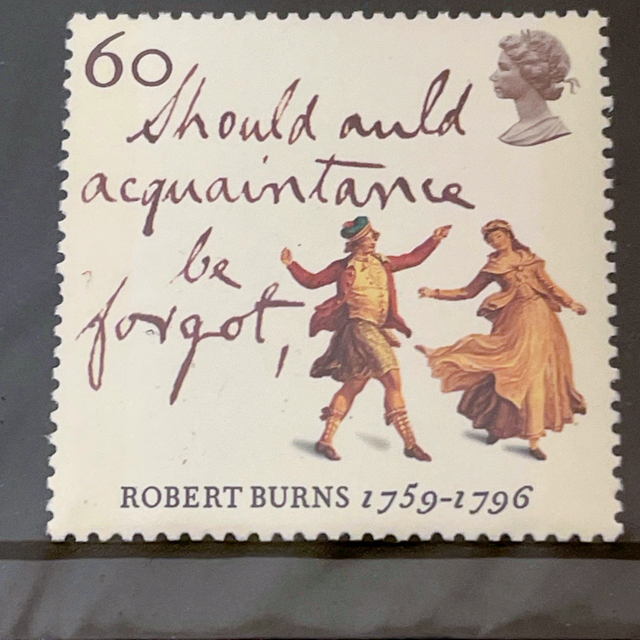 60
Should auld
acquaintance
be
forgot,
ROBERT BURNS 1759-1796